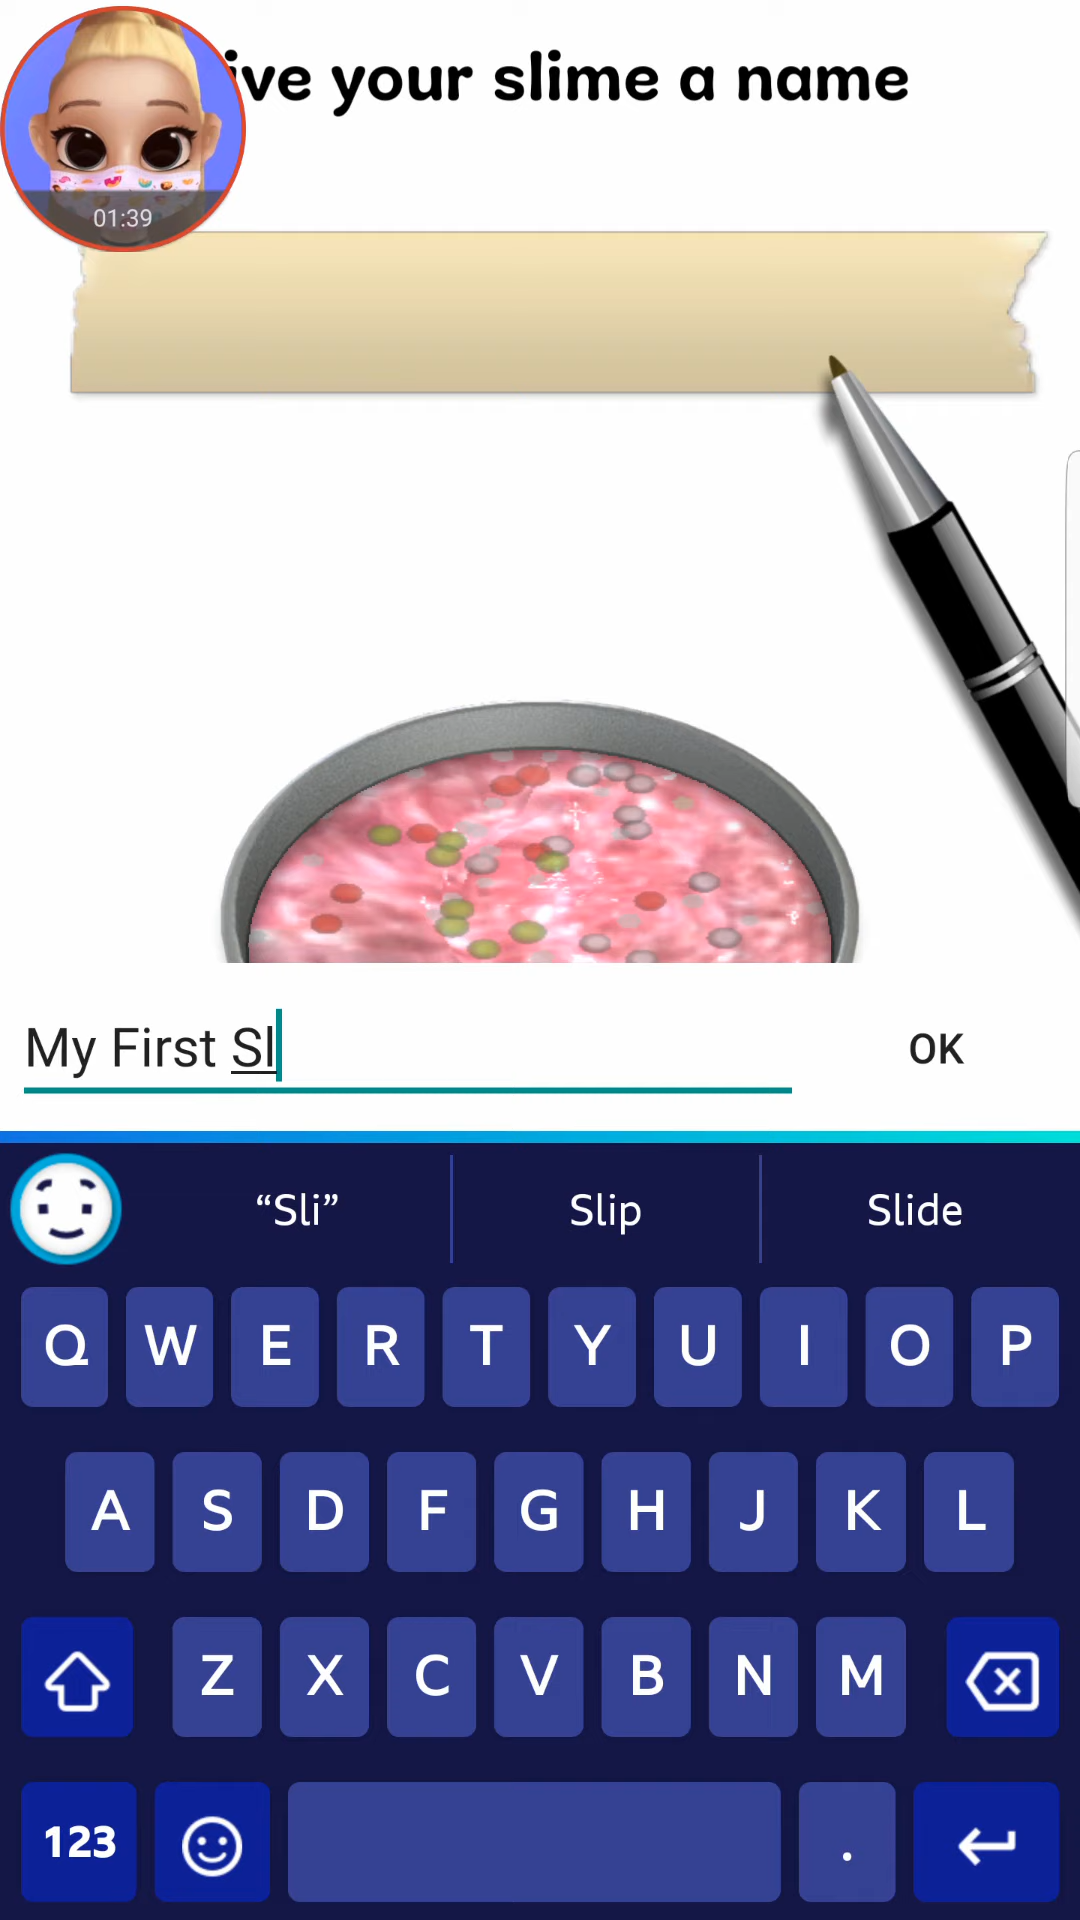 ive your slime a name
01:39
My First Sl
OK
“Sli” Slip Slide
Q W E R T Y U I O P
A S D F G H J K L
Z X C V B N M
123 .